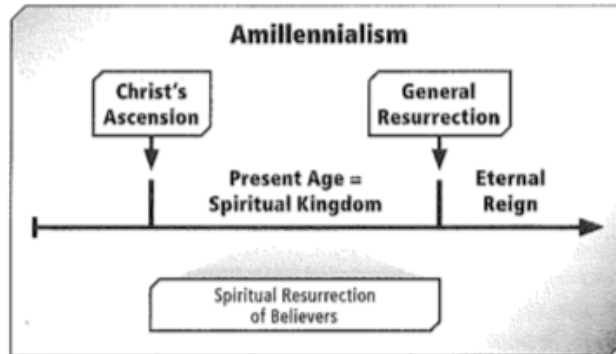 Amillennialism
Christ's
Ascension
General
Resurrection
Present Age =
Spiritual Kingdom
Eternal
Reign
Spiritual Resurrection
of Believers